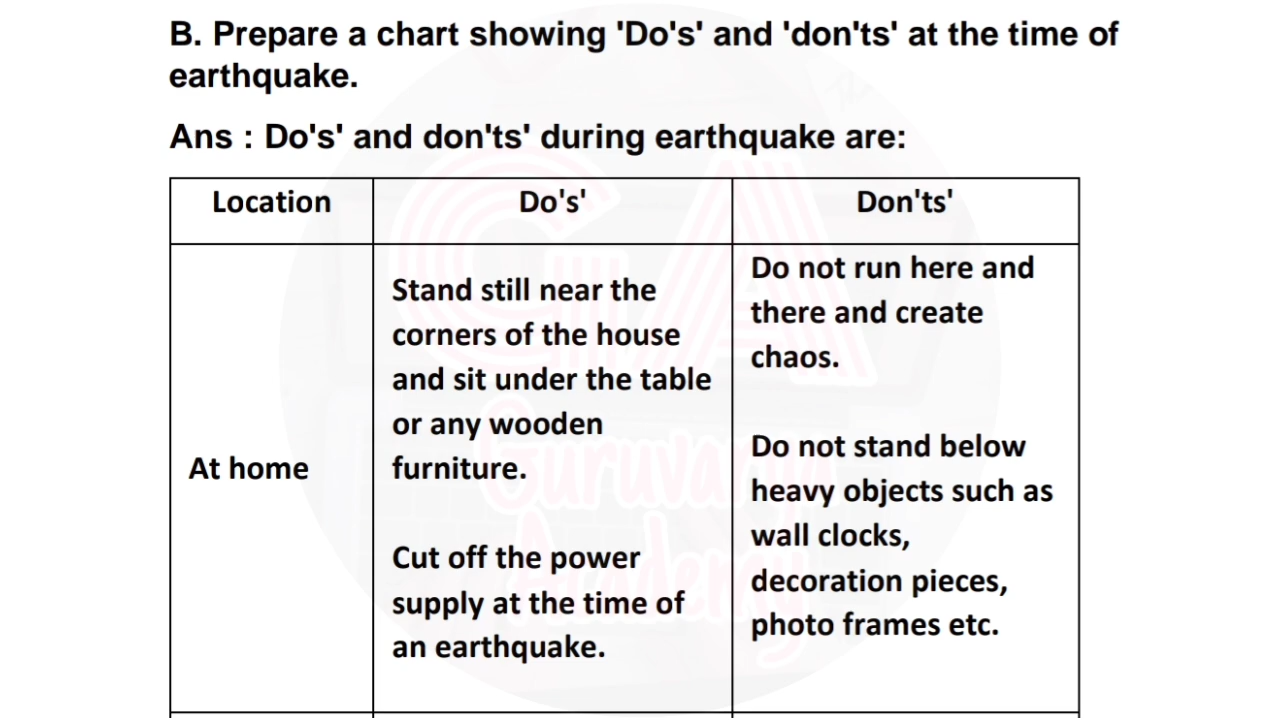 B. Prepare a chart showing 'Do's' and 'don'ts' at the time of
earthquake.
Ans : Do's' and don'ts' during earthquake are:
Location
Do's'
Don'ts'
At home
Stand still near the
corners of the house
and sit under the table
or any wooden
furniture.
Cut off the power
supply at the time of
an earthquake.
Do not run here and
there and create
chaos.
Do not stand below
heavy objects such as
wall clocks,
decoration pieces,
photo frames etc.
GA
Guruvarya
Academy